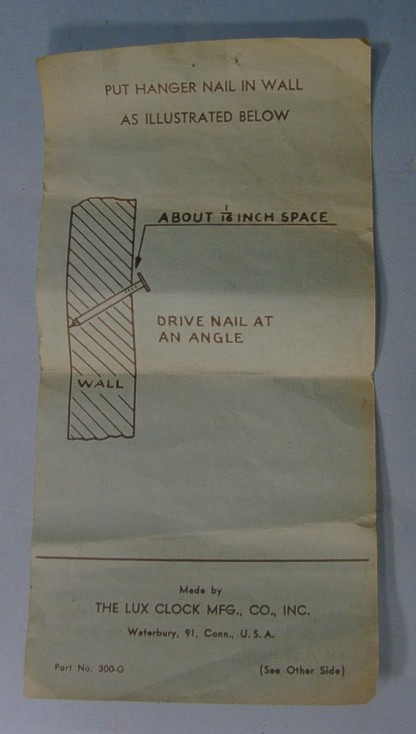 PUT HANGER NAIL IN WALL
AS ILLUSTRATED BELOW
ABOUT 1/16 INCH SPACE
DRIVE NAIL AT
AN ANGLE
WALL
Made by
THE LUX CLOCK MFG., CO., INC.
Waterbury, 91, Conn., U. S. A.
Part No. 300-G
(See Other Side)